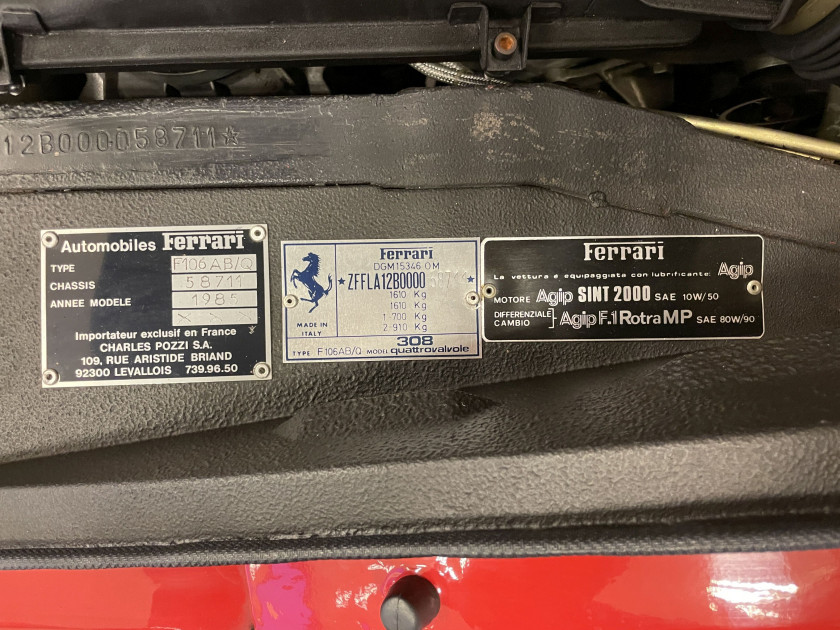 12B000058711★
Automobiles Ferrari
TYPE F106AB/Q
CHASSIS 58711
ANNEE MODELE 1985
XXX
Importateur exclusif en France
CHARLES POZZI S.A.
109, RUE ARISTIDE BRIAND
92300 LEVALLOIS 739.96.50
Ferrari
DGM15346 OM
★ZFFLA12B0000
1610 Kg
1610 Kg
1-700 Kg
2-910 Kg
MADE IN
ITALY
308
TYPE F106AB/Q MODEL quattrovalvole
Ferrari
La vettura è equipaggiata con lubrificante: Agip
MOTORE Agip SINT 2000 SAE 10W/50
DIFFERENZIALE
CAMBIO ] Agip F.1 Rotra MP SAE 80W/90